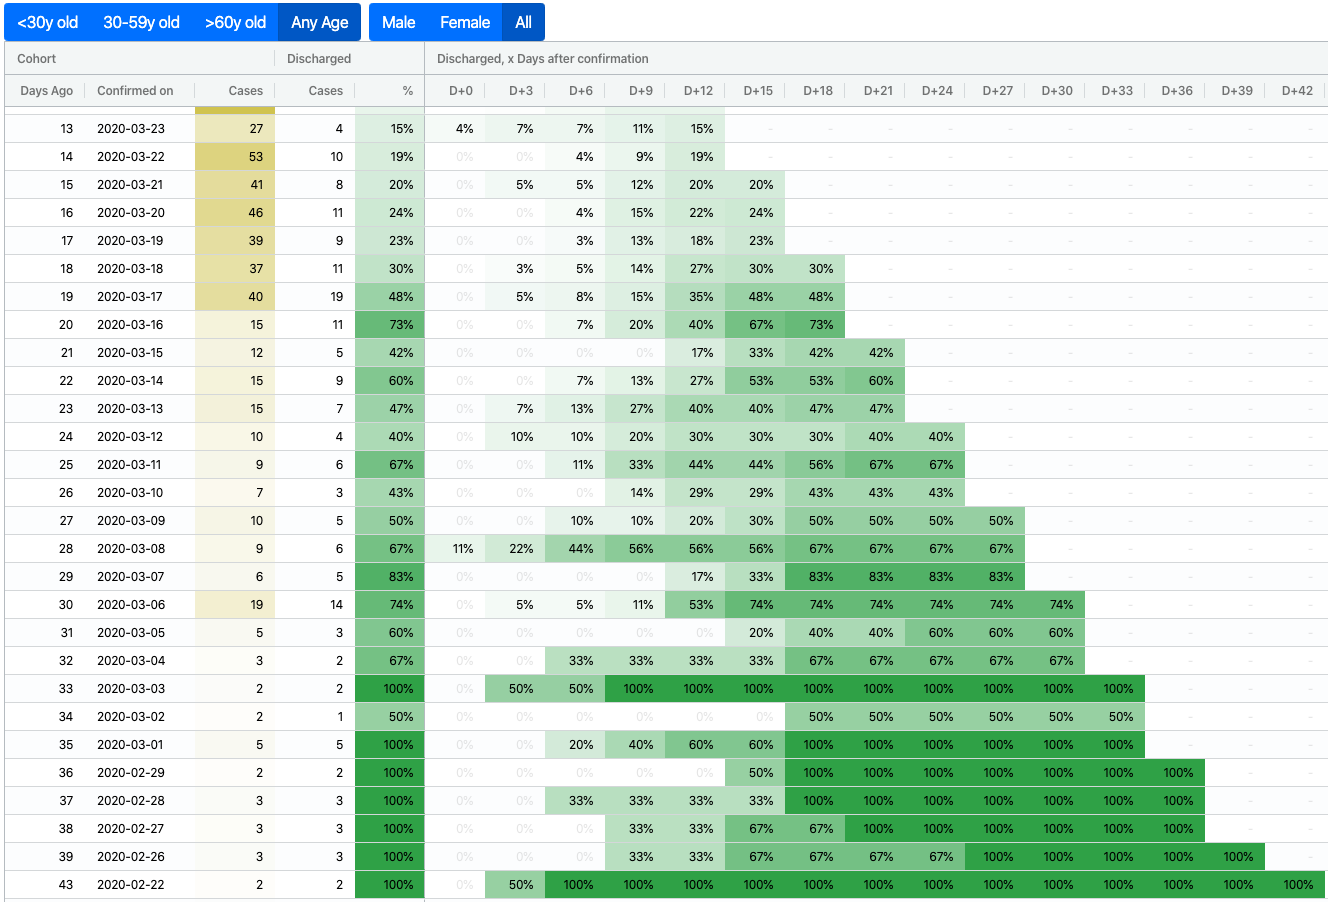 <30y old 30-59y old >60y old Any Age Male Female All
Cohort Discharged Discharged, x Days after confirmation
Days Ago Confirmed on Cases Cases % D+0 D+3 D+6 D+9 D+12 D+15 D+18 D+21 D+24 D+27 D+30 D+33 D+36 D+39 D+42
13 2020-03-23 27 4 15% 4% 7% 7% 11% 15% - - - - - - - - - -
14 2020-03-22 53 10 19% 0% 0% 4% 9% 19% - - - - - - - - - -
15 2020-03-21 41 8 20% 0% 5% 5% 12% 20% 20% - - - - - - - - -
16 2020-03-20 46 11 24% 0% 0% 4% 15% 22% 24% - - - - - - - - -
17 2020-03-19 39 9 23% 0% 0% 3% 13% 18% 23% - - - - - - - - -
18 2020-03-18 37 11 30% 0% 3% 5% 14% 27% 30% 30% - - - - - - - -
19 2020-03-17 40 19 48% 0% 5% 8% 15% 35% 48% 48% - - - - - - - -
20 2020-03-16 15 11 73% 0% 0% 7% 20% 40% 67% 73% - - - - - - - -
21 2020-03-15 12 5 42% 0% 0% 0% 0% 17% 33% 42% 42% - - - - - - -
22 2020-03-14 15 9 60% 0% 0% 7% 13% 27% 53% 53% 60% - - - - - - -
23 2020-03-13 15 7 47% 0% 7% 13% 27% 40% 40% 47% 47% - - - - - - -
24 2020-03-12 10 4 40% 0% 10% 10% 20% 30% 30% 30% 40% 40% - - - - - -
25 2020-03-11 9 6 67% 0% 0% 11% 33% 44% 44% 56% 67% 67% - - - - - -
26 2020-03-10 7 3 43% 0% 0% 0% 14% 29% 29% 43% 43% 43% - - - - - -
27 2020-03-09 10 5 50% 0% 0% 10% 10% 20% 30% 50% 50% 50% 50% - - - - -
28 2020-03-08 9 6 67% 11% 22% 44% 56% 56% 56% 67% 67% 67% 67% - - - - -
29 2020-03-07 6 5 83% 0% 0% 0% 0% 17% 33% 83% 83% 83% 83% - - - - -
30 2020-03-06 19 14 74% 0% 5% 5% 11% 53% 74% 74% 74% 74% 74% 74% - - - -
31 2020-03-05 5 3 60% 0% 0% 0% 0% 0% 20% 40% 40% 60% 60% 60% - - - -
32 2020-03-04 3 2 67% 0% 0% 33% 33% 33% 33% 67% 67% 67% 67% 67% - - - -
33 2020-03-03 2 2 100% 0% 50% 50% 100% 100% 100% 100% 100% 100% 100% 100% 100% - - -
34 2020-03-02 2 1 50% 0% 0% 0% 0% 0% 0% 50% 50% 50% 50% 50% 50% - - -
35 2020-03-01 5 5 100% 0% 0% 20% 40% 60% 60% 100% 100% 100% 100% 100% 100% - - -
36 2020-02-29 2 2 100% 0% 0% 0% 0% 0% 50% 100% 100% 100% 100% 100% 100% 100% - -
37 2020-02-28 3 3 100% 0% 0% 33% 33% 33% 33% 100% 100% 100% 100% 100% 100% 100% - -
38 2020-02-27 3 3 100% 0% 0% 0% 33% 33% 67% 67% 100% 100% 100% 100% 100% 100% - -
39 2020-02-26 3 3 100% 0% 0% 0% 33% 33% 67% 67% 67% 67% 100% 100% 100% 100% 100% -
43 2020-02-22 2 2 100% 0% 50% 100% 100% 100% 100% 100% 100% 100% 100% 100% 100% 100% 100% 100%